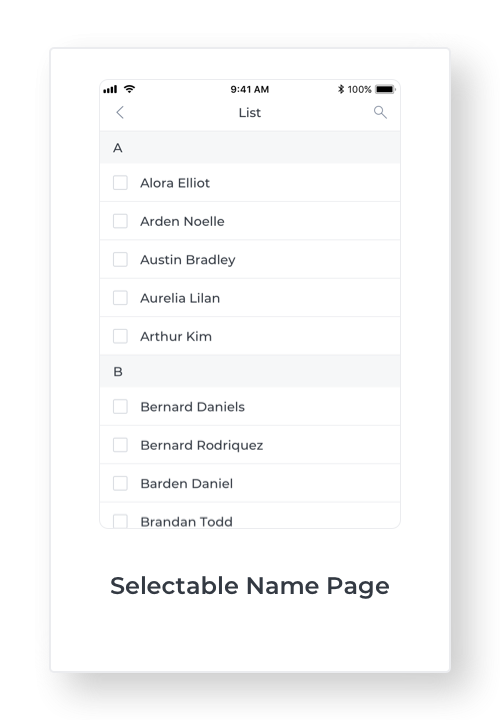 9:41 AM 100%
List
A
Alora Elliot
Arden Noelle
Austin Bradley
Aurelia Lilan
Arthur Kim
B
Bernard Daniels
Bernard Rodriquez
Barden Daniel
Brandan Todd
Selectable Name Page